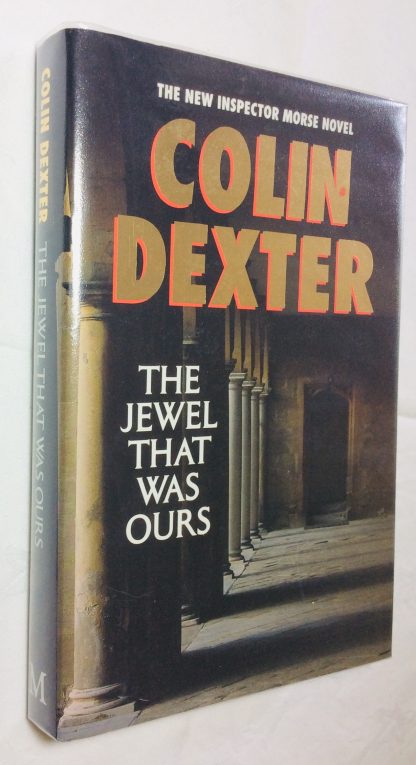 THE NEW INSPECTOR MORSE NOVEL
COLIN
DEXTER
THE
JEWEL
THAT
WAS
OURS
COLIN DEXTER THE JEWEL THAT WAS OURS M